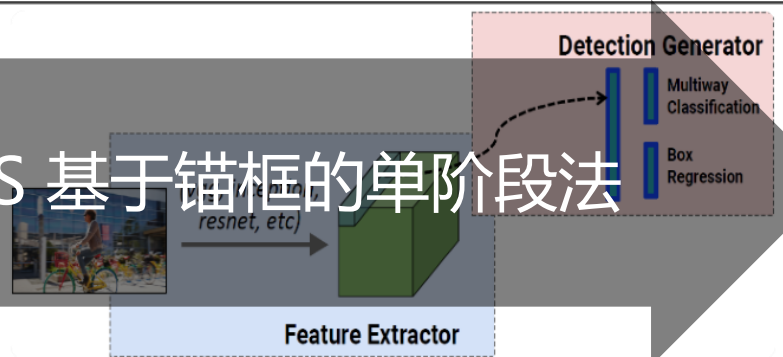 Detection Generator
Multiway
Classification
Box
Regression
S 基于锚框的单阶段法
resnet, etc)
Feature Extractor